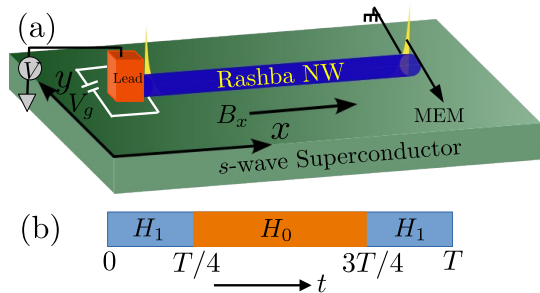 (a)
V
y
V_g
Lead
Rashba NW
B_x
x
MEM
s-wave Superconductor
(b)
H_1 H_0 H_1
0 T/4 3T/4 T
t